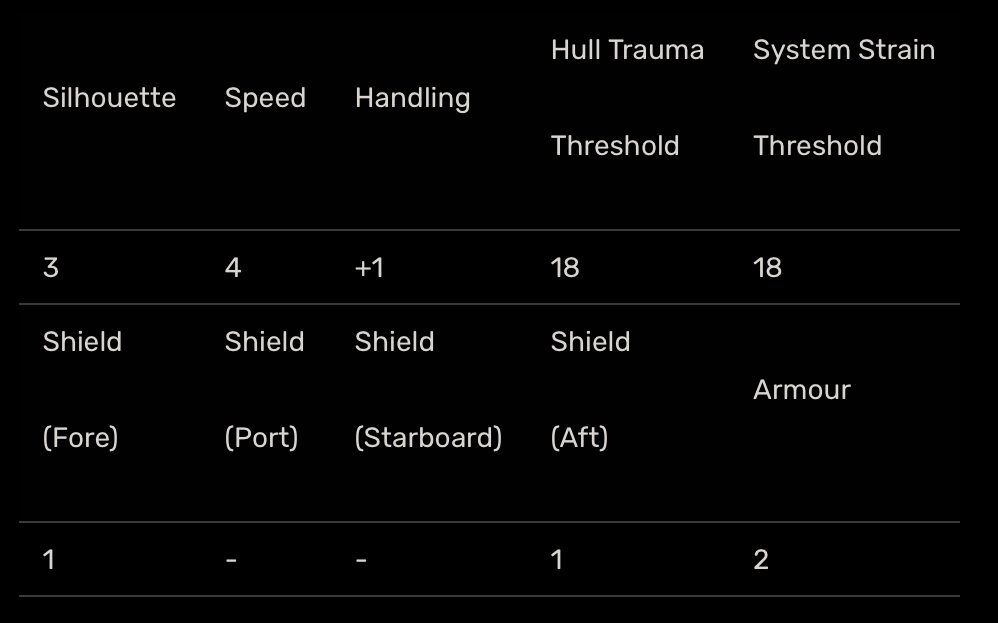 Silhouette Speed Handling Hull Trauma Threshold System Strain Threshold
3 4 +1 18 18
Shield (Fore) Shield (Port) Shield (Starboard) Shield (Aft) Armour
1 - - 1 2